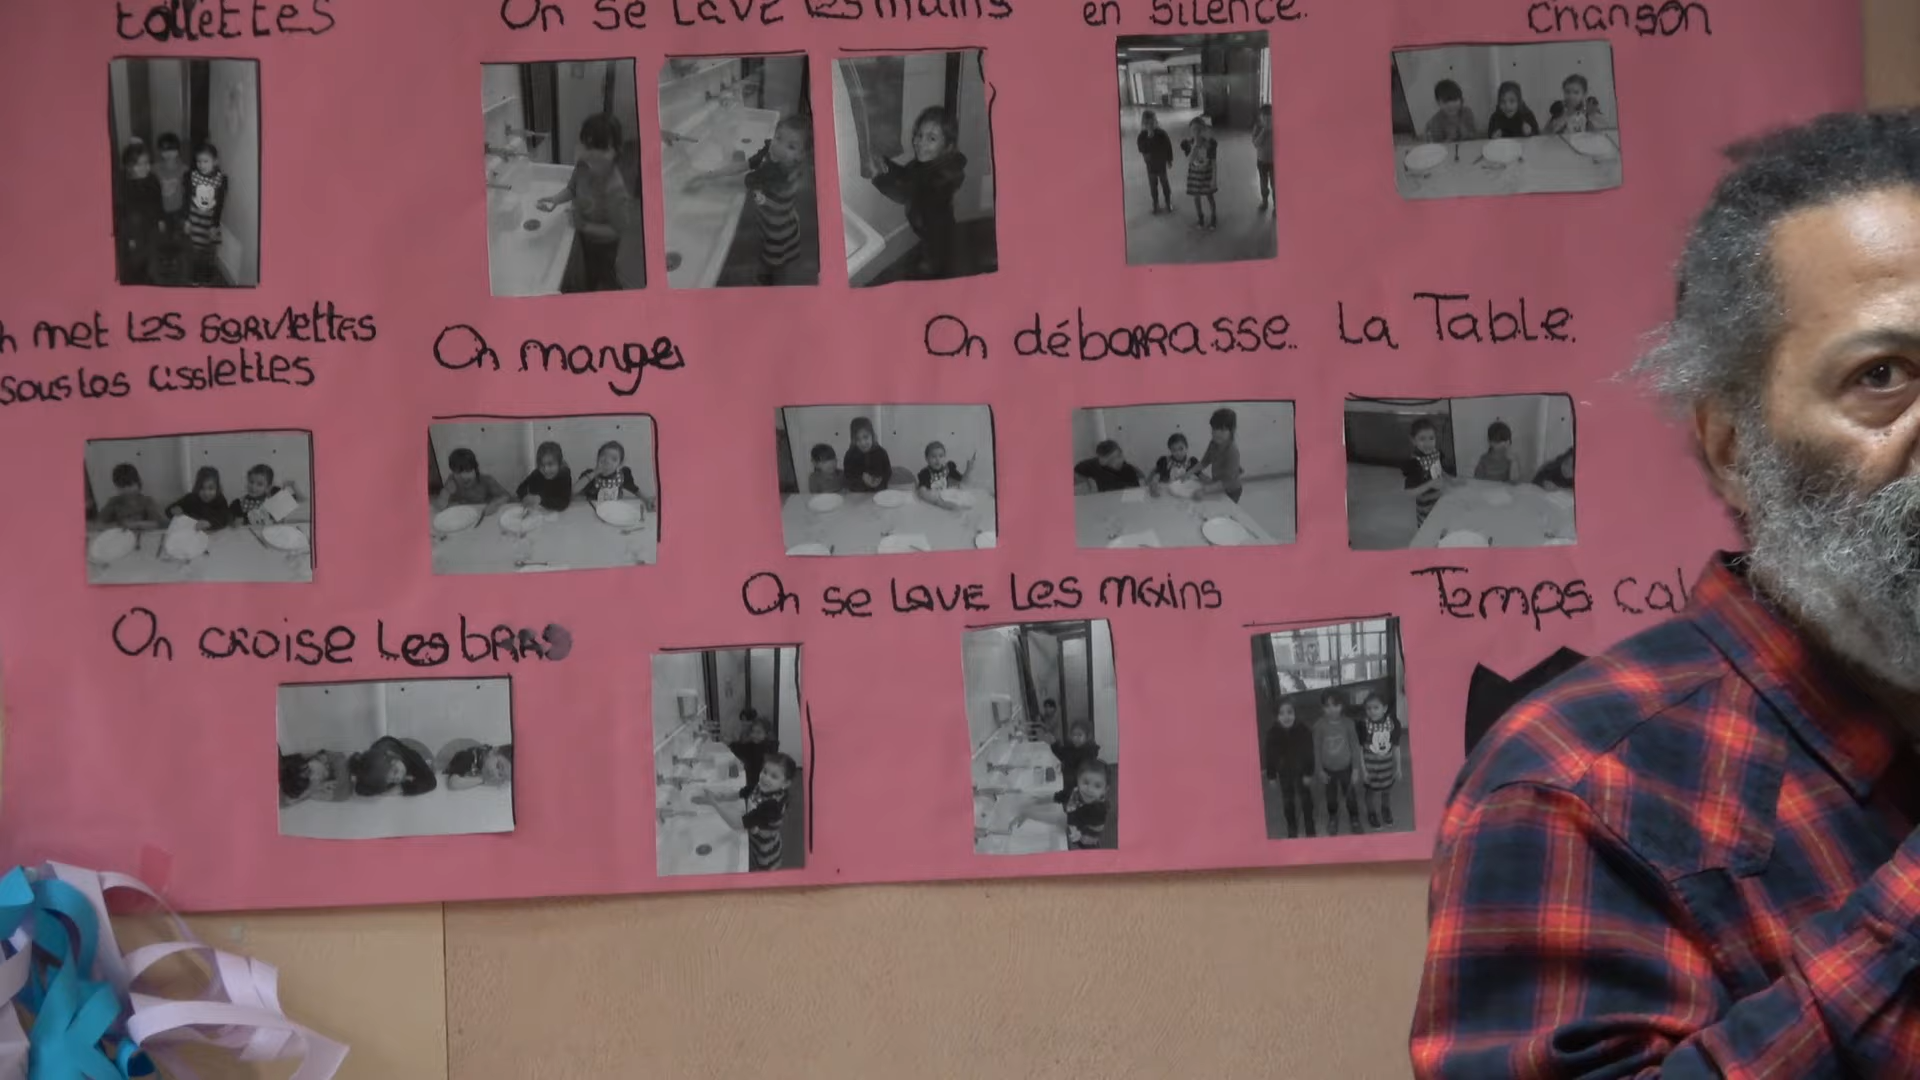 toilettes
On se lave les mains
en silence.
chanson
met les serviettes
sous les assiettes
On mange
On débarrasse la Table.
On croise les bras
On se lave les mains
Temps cal